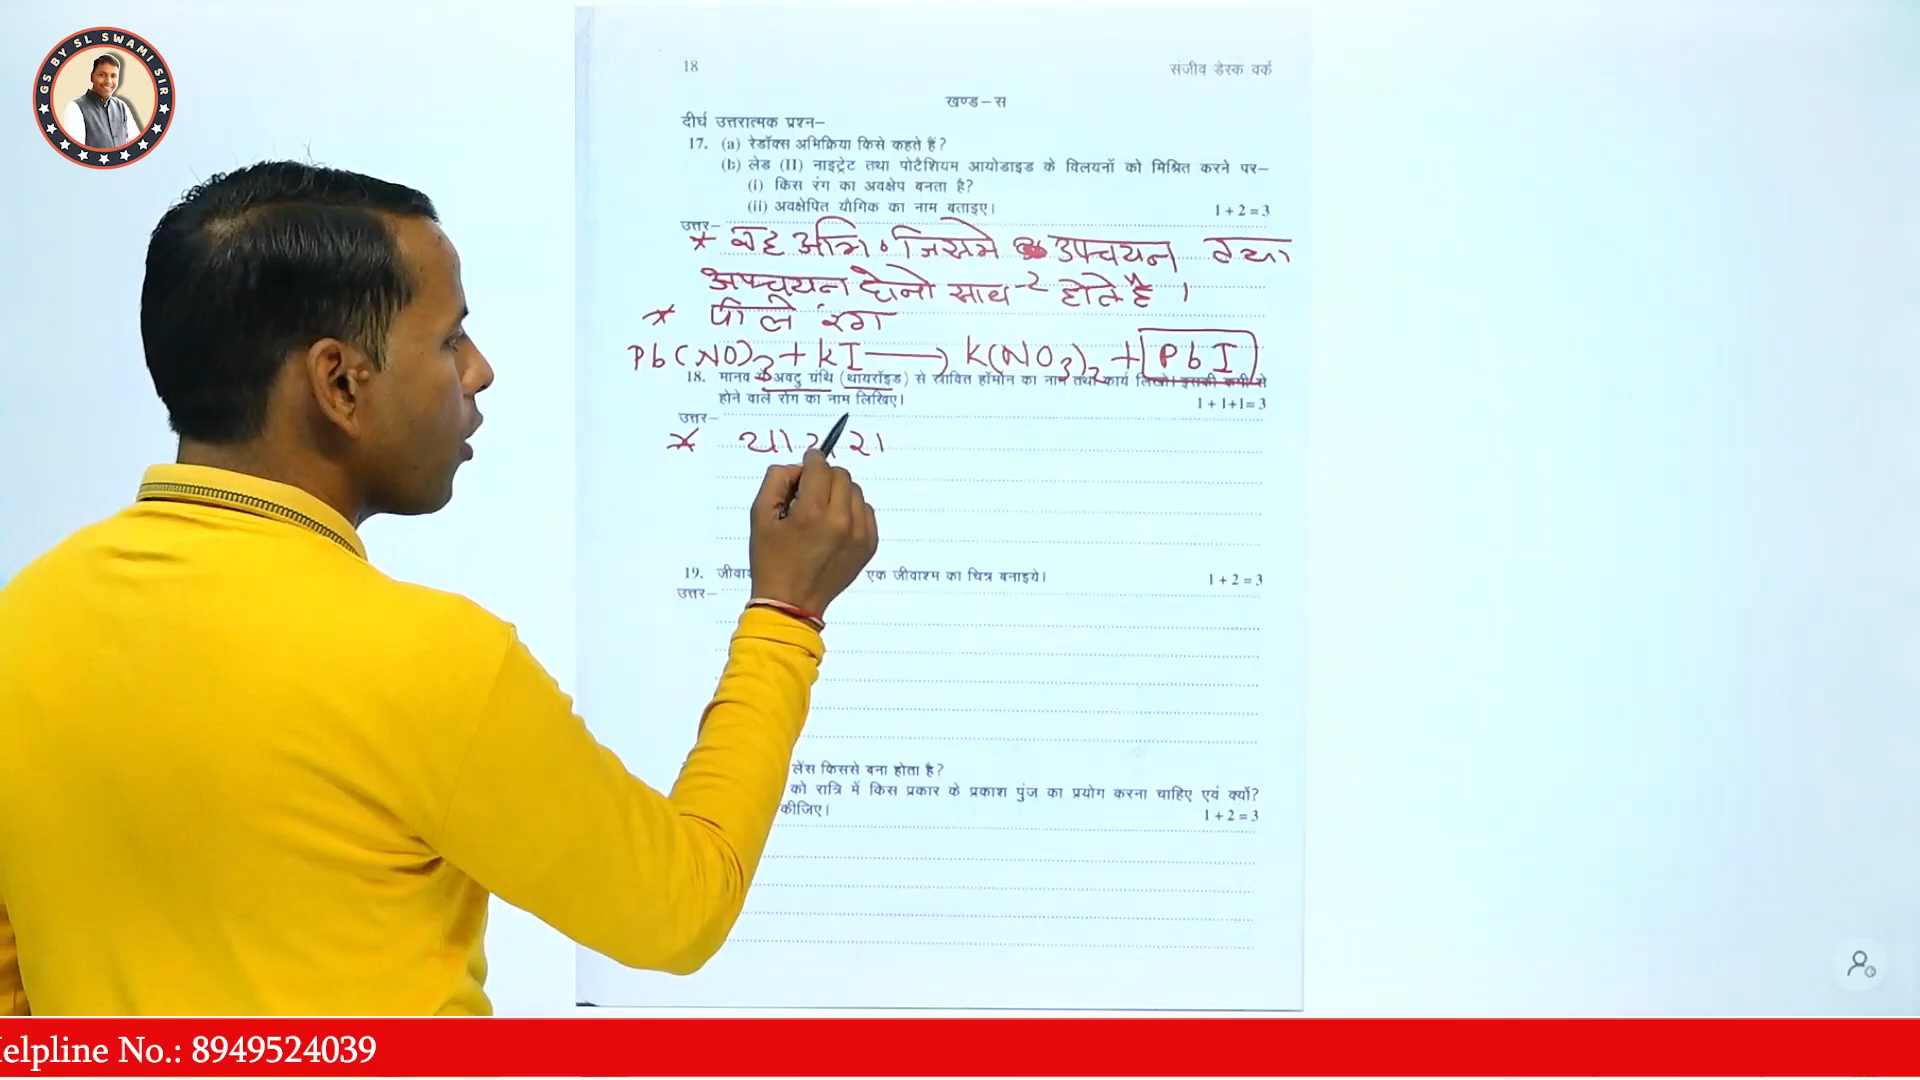 GS BY SL SWAMI SIR
18
संजीव डेस्क वर्क
खण्ड – स
दीर्घ उत्तरात्मक प्रश्न–
17. (a) रेडॉक्स अभिक्रिया किसे कहते हैं?
(b) लेड (II) नाइट्रेट तथा पोटैशियम आयोडाइड के विलयनों को मिश्रित करने पर–
(i) किस रंग का अवक्षेप बनता है?
(ii) अवक्षेपित यौगिक का नाम बताइए। 1 + 2 = 3
उत्तर–
* वह अभि० जिसमे उपचयन तथा
अपचयन दोनो साथ-2 होते है ।
* पीले रंग
Pb(NO)3 + KI → K(NO3)2 + PbI
18. मानव में अवटु ग्रंथि (थायरॉइड) से स्रावित हॉर्मोन का नाम तथा कार्य लिखो। इसकी कमी से
होने वाले रोग का नाम लिखिए। 1 + 1+1= 3
उत्तर–
* था रा
19. एक जीवाश्म का चित्र बनाइये। 1 + 2 = 3
उत्तर–
लेंस किससे बना होता है?
को रात्रि में किस प्रकार के प्रकाश पुंज का प्रयोग करना चाहिए एवं क्यों?
कीजिए। 1 + 2 = 3
elpline No.: 8949524039